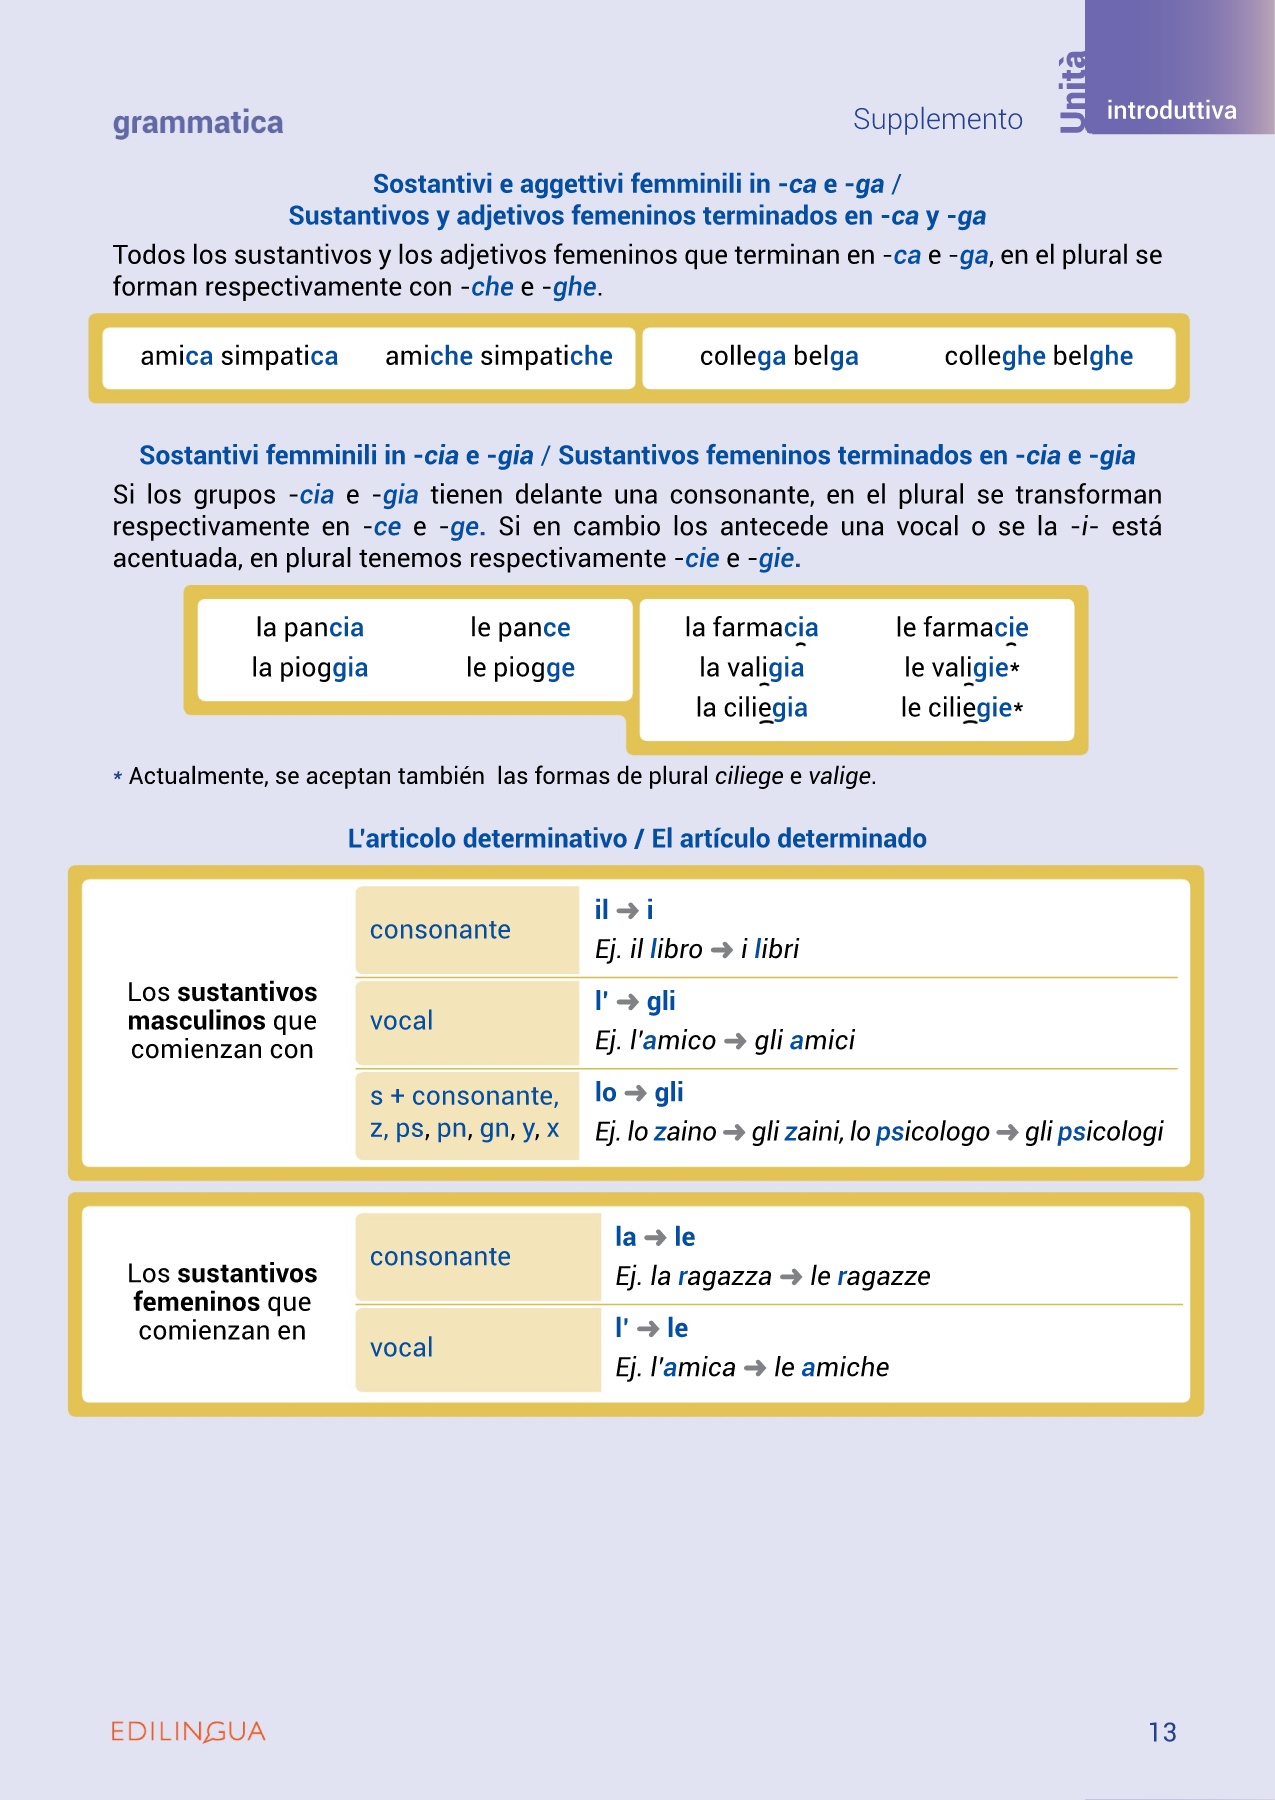 grammatica
Supplemento
Unità
introduttiva
Sostantivi e aggettivi femminili in -ca e -ga /
Sustantivos y adjetivos femeninos terminados en -ca y -ga
Todos los sustantivos y los adjetivos femeninos que terminan en -ca e -ga, en el plural se
forman respectivamente con -che e -ghe.
amica simpatica amiche simpatiche collega belga colleghe belghe
Sostantivi femminili in -cia e -gia / Sustantivos femeninos terminados en -cia e -gia
Si los grupos -cia e -gia tienen delante una consonante, en el plural se transforman
respectivamente en -ce e -ge. Si en cambio los antecede una vocal o se la -i- está
acentuada, en plural tenemos respectivamente -cie e -gie.
la pancia le pance la farmacia le farmacie
la pioggia le piogge la valigia le valigie*
la ciliegia le ciliegie*
* Actualmente, se aceptan también las formas de plural ciliege e valige.
L'articolo determinativo / El artículo determinado
Los sustantivos
masculinos que
comienzan con
consonante
il ➜ i
Ej. il libro ➜ i libri
vocal
l' ➜ gli
Ej. l'amico ➜ gli amici
s + consonante,
z, ps, pn, gn, y, x
lo ➜ gli
Ej. lo zaino ➜ gli zaini, lo psicologo ➜ gli psicologi
Los sustantivos
femeninos que
comienzan en
consonante
la ➜ le
Ej. la ragazza ➜ le ragazze
vocal
l' ➜ le
Ej. l'amica ➜ le amiche
EDILINGUA
13